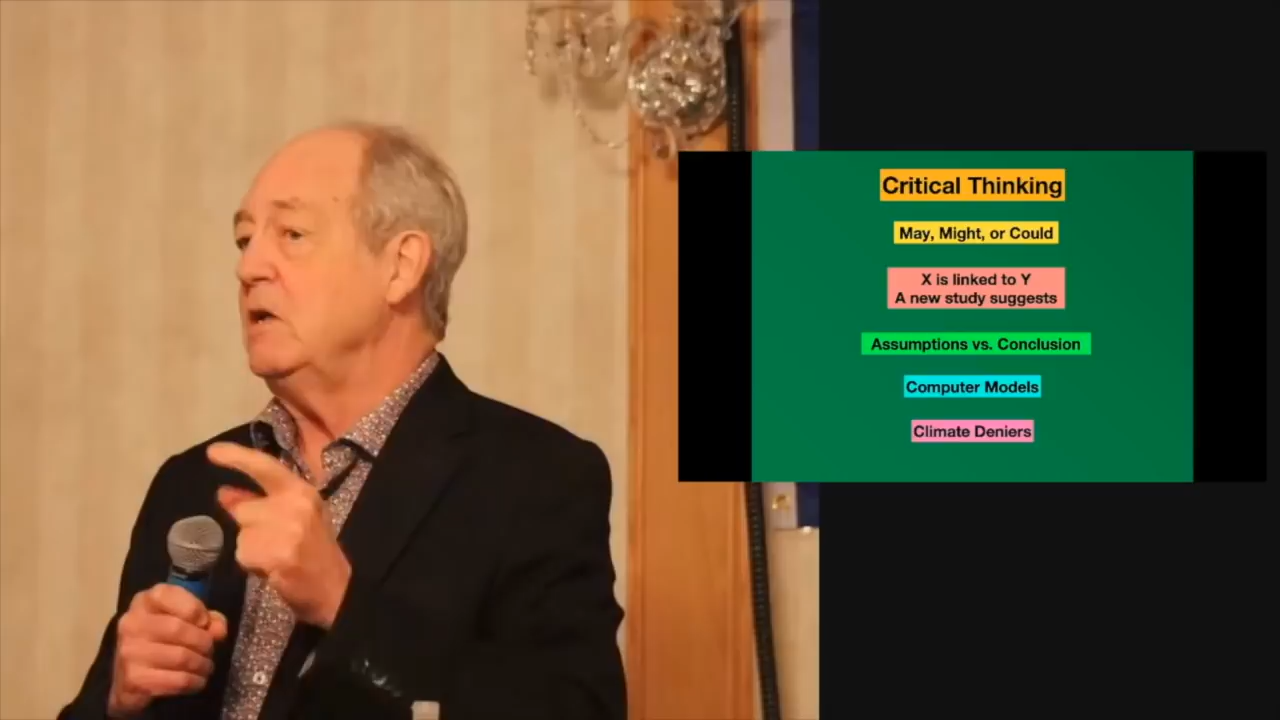 Critical Thinking
May, Might, or Could
X is linked to Y
A new study suggests
Assumptions vs. Conclusion
Computer Models
Climate Deniers